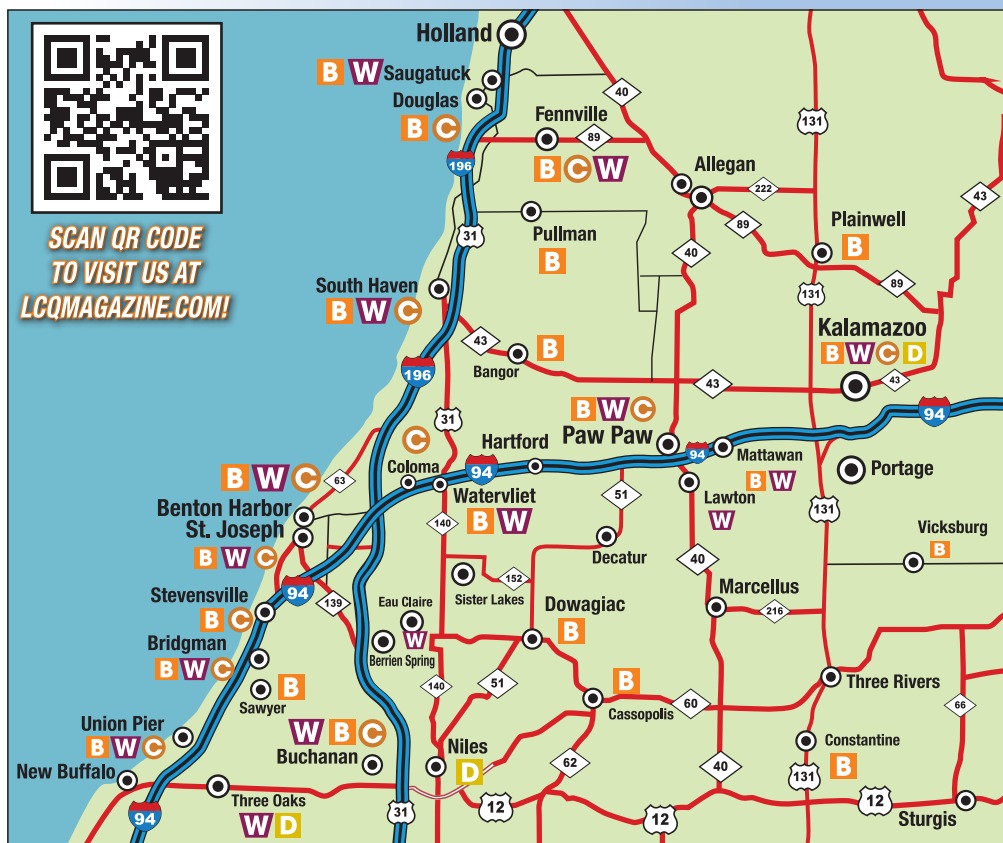 Holland
B W Saugatuck
Douglas
B C
40
131
Fennville
89
B C W
196
Allegan
222
43
SCAN QR CODE
TO VISIT US AT
LCQMAGAZINE.COM!
31
Pullman
B
89
40
Plainwell
B
89
131
South Haven
B W C
43
Bangor
B
Kalamazoo
B W C D
43
43
196
31
B W C
Paw Paw
94
94
Mattawan
B W
Portage
C
Coloma
Hartford
94
Watervliet
B W
51
Lawton
W
131
B W C
63
Benton Harbor
St. Joseph
B W C
140
Decatur
40
Vicksburg
B
94
Stevensville
B C
139
Eau Claire
W
Berrien Spring
Sister Lakes
152
Dowagiac
B
Marcellus
216
Bridgman
B W C
B
Sawyer
140
51
B
Cassopolis
60
Three Rivers
66
Union Pier
B W C
New Buffalo
W B C
Buchanan
Niles
D
62
40
Constantine
B
131
94
Three Oaks
W D
31
12
12
12
Sturgis